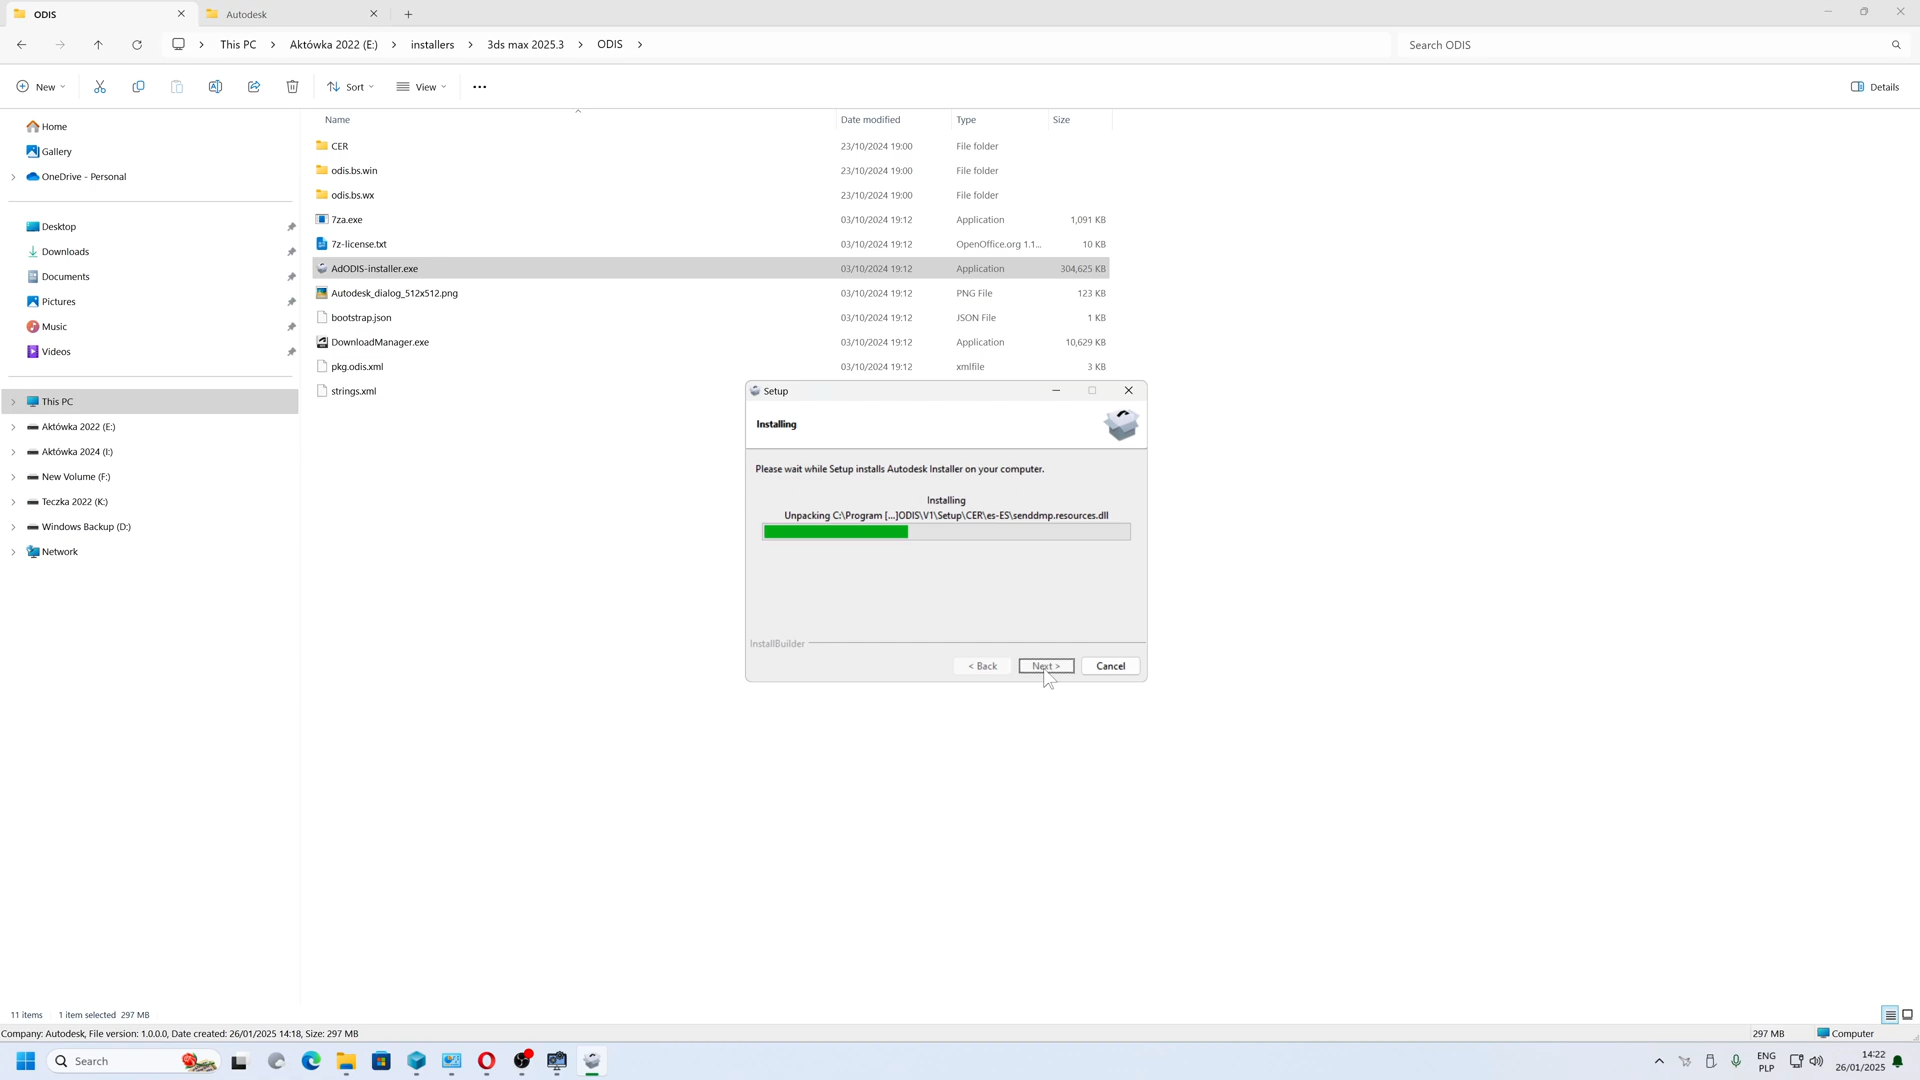 ODIS
Autodesk
This PC
Aktówka 2022 (E:)
installers
3ds max 2025.3
ODIS
Search ODIS
New
Sort
View
Details
Name
Date modified
Type
Size
Home
Gallery
OneDrive - Personal
Desktop
Downloads
Documents
Pictures
Music
Videos
This PC
Aktówka 2022 (E:)
Aktówka 2024 (I:)
New Volume (F:)
Teczka 2022 (K:)
Windows Backup (D:)
Network
CER 23/10/2024 19:00 File folder
odis.bs.win 23/10/2024 19:00 File folder
odis.bs.wx 23/10/2024 19:00 File folder
7za.exe 03/10/2024 19:12 Application 1,091 KB
7z-license.txt 03/10/2024 19:12 OpenOffice.org 1.1... 10 KB
AdODIS-installer.exe 03/10/2024 19:12 Application 304,625 KB
Autodesk_dialog_512x512.png 03/10/2024 19:12 PNG File 123 KB
bootstrap.json 03/10/2024 19:12 JSON File 1 KB
DownloadManager.exe 03/10/2024 19:12 Application 10,629 KB
pkg.odis.xml 03/10/2024 19:12 xmlfile 3 KB
strings.xml
Setup
Installing
Please wait while Setup installs Autodesk Installer on your computer.
Installing
Unpacking C:\Program [...]ODIS\V1\Setup\CER\es-ES\senddmp.resources.dll
InstallBuilder
< Back
Next >
Cancel
11 items 1 item selected 297 MB
Company: Autodesk, File version: 1.0.0.0, Date created: 26/01/2025 14:18, Size: 297 MB
297 MB
Computer
Search
ENG
PLP
14:22
26/01/2025